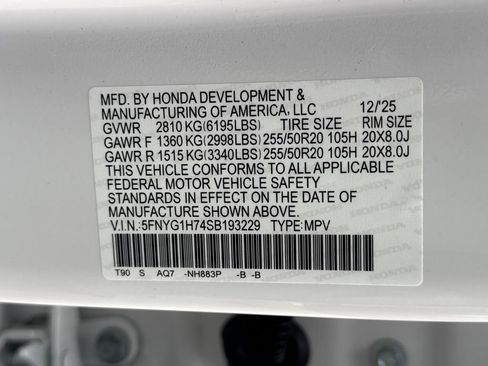 MFD. BY HONDA DEVELOPMENT &
MANUFACTURING OF AMERICA, LLC 12/'25
GVWR 2810 KG(6195LBS) TIRE SIZE RIM SIZE
GAWR F 1360 KG(2998LBS) 255/50R20 105H 20X8.0J
GAWR R 1515 KG(3340LBS) 255/50R20 105H 20X8.0J
THIS VEHICLE CONFORMS TO ALL APPLICABLE
FEDERAL MOTOR VEHICLE SAFETY
STANDARDS IN EFFECT ON THE DATE OF
MANUFACTURE SHOWN ABOVE.
V.I.N.: 5FNYG1H74SB193229 TYPE: MPV
T90 S AQ7 -NH883P -B -B